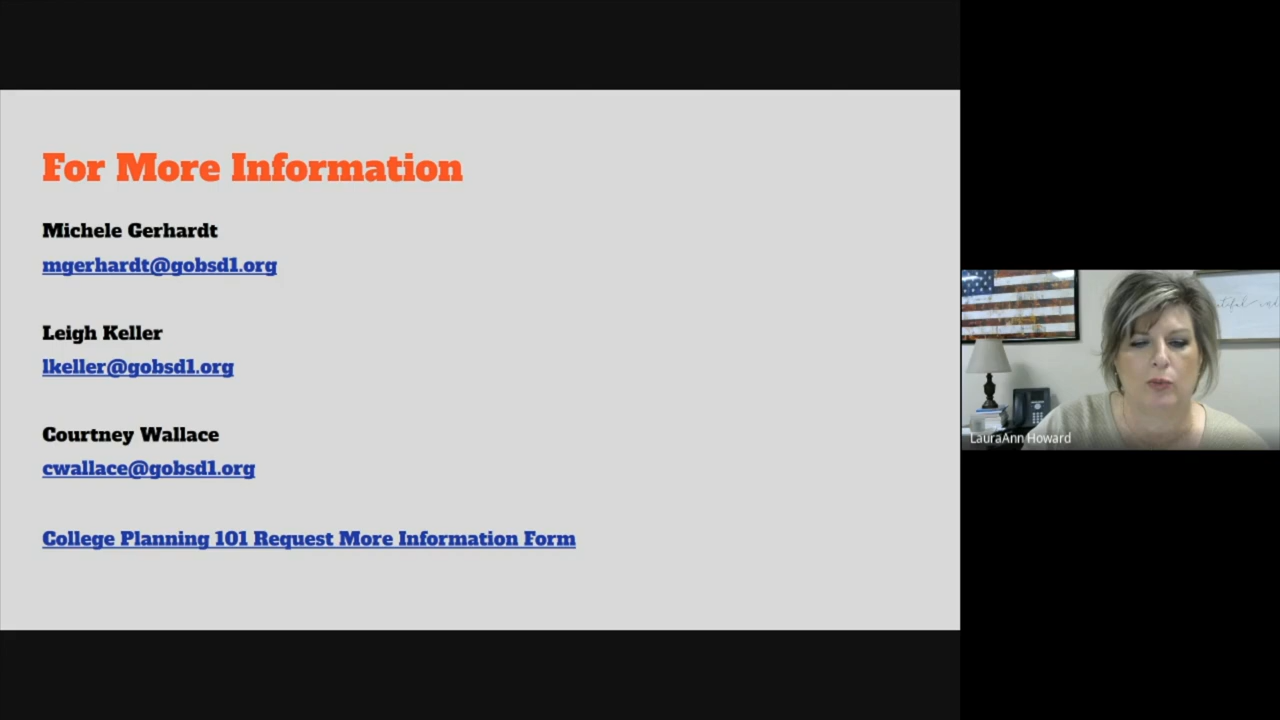 For More Information
Michele Gerhardt
mgerhardt@gobsd1.org
Leigh Keller
lkeller@gobsd1.org
Courtney Wallace
cwallace@gobsd1.org
College Planning 101 Request More Information Form
LauraAnn Howard